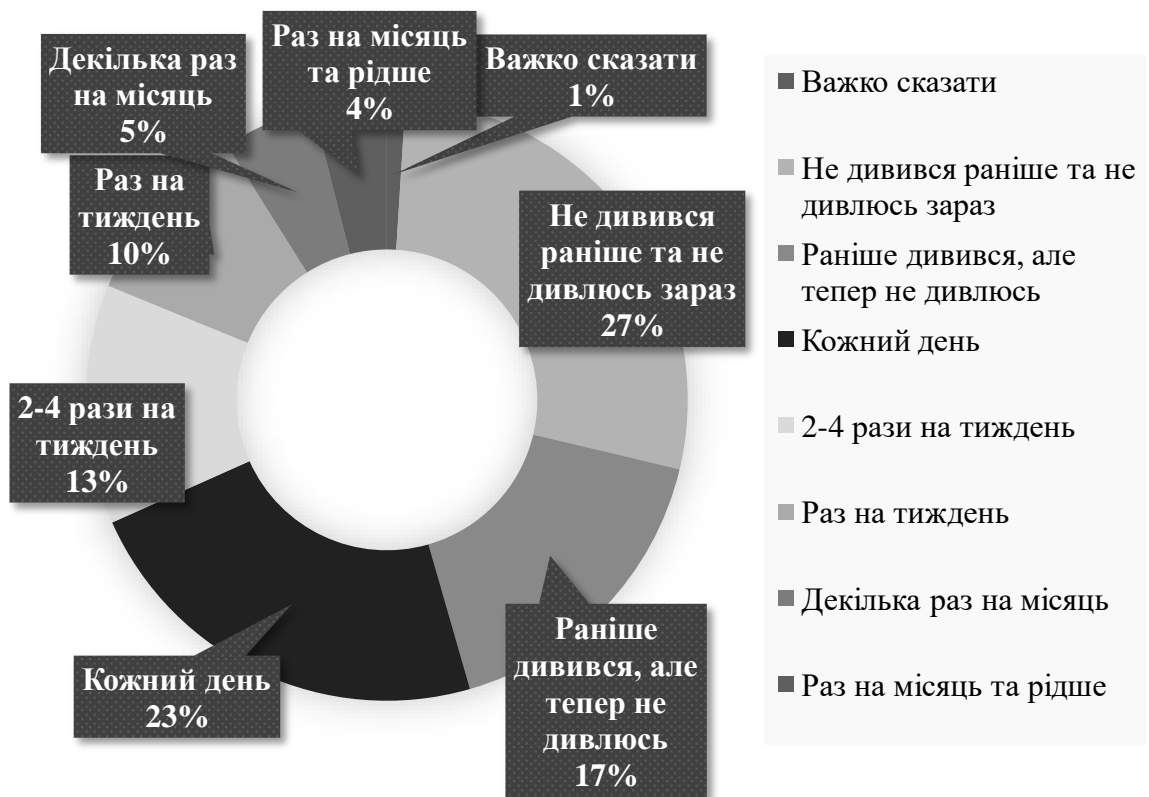 Раз на місяць
та рідше
4%
Важко сказати
1%
Декілька раз
на місяць
5%
Раз на
тиждень
10%
Не дивився
раніше та не
дивлюсь зараз
27%
2-4 рази на
тиждень
13%
Кожний день
23%
Раніше
дивився, але
тепер не
дивлюсь
17%
Важко сказати
Не дивився раніше та не
дивлюсь зараз
Раніше дивився, але
тепер не дивлюсь
Кожний день
2-4 рази на тиждень
Раз на тиждень
Декілька раз на місяць
Раз на місяць та рідше